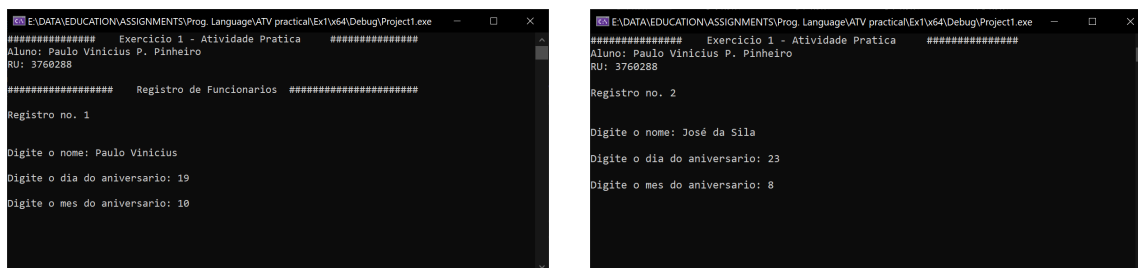 E:\DATA\EDUCATION\ASSIGNMENTS\Prog. Language\ATV practical\Ex1\x64\Debug\Project1.exe
############### Exercicio 1 - Atividade Pratica ###############
Aluno: Paulo Vinicius P. Pinheiro
RU: 3760288
################## Registro de Funcionarios ######################
Registro no. 1
Digite o nome: Paulo Vinicius
Digite o dia do aniversario: 19
Digite o mes do aniversario: 10
E:\DATA\EDUCATION\ASSIGNMENTS\Prog. Language\ATV practical\Ex1\x64\Debug\Project1.exe
############### Exercicio 1 - Atividade Pratica ###############
Aluno: Paulo Vinicius P. Pinheiro
RU: 3760288
Registro no. 2
Digite o nome: José da Sila
Digite o dia do aniversario: 23
Digite o mes do aniversario: 8